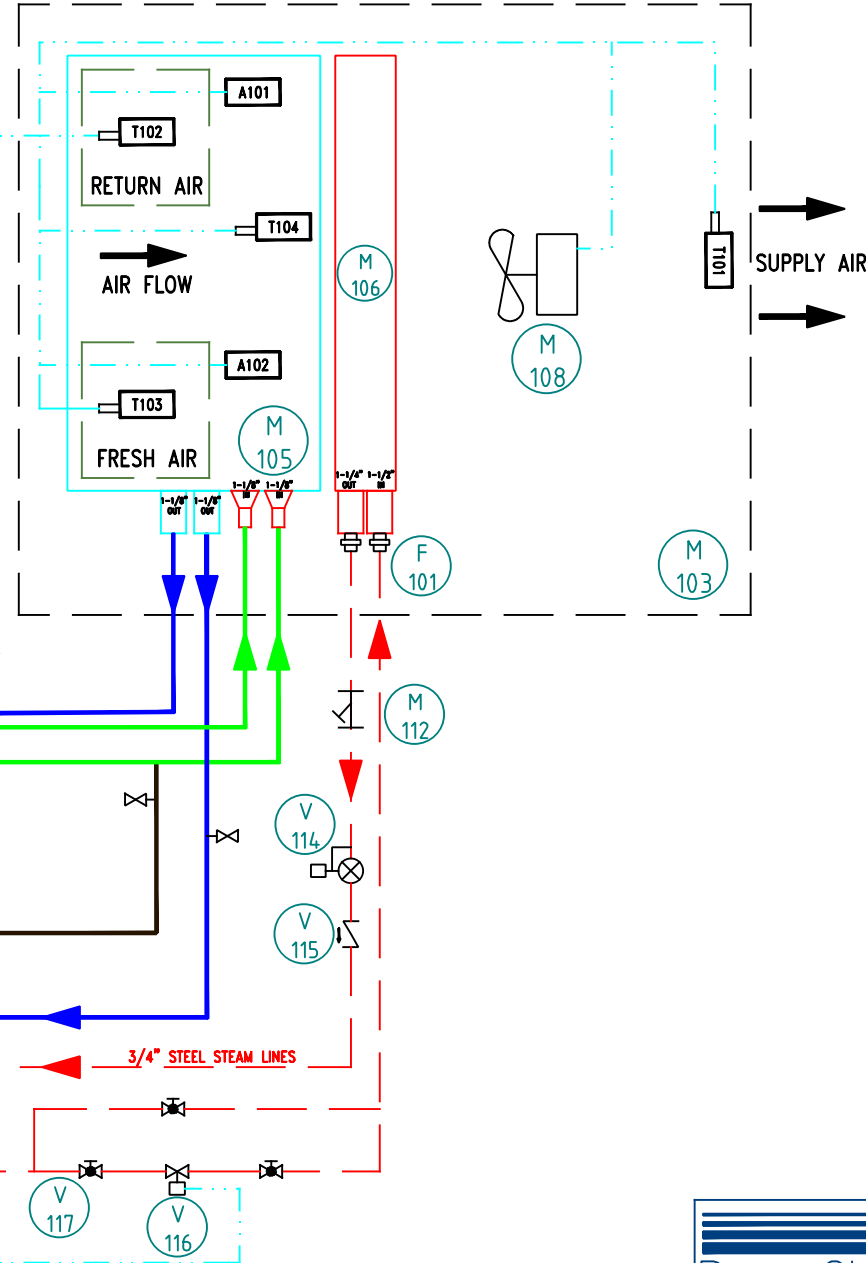 A101
T102
RETURN AIR
T104
AIR FLOW
M
106
T101
SUPPLY AIR
M
108
A102
T103
FRESH AIR
M
105
1-1/8"
OUT
1-1/8"
OUT
1-1/8"
IN
1-1/8"
IN
1-1/4"
OUT
1-1/2"
IN
F
101
M
103
M
112
V
114
V
115
3/4" STEEL STEAM LINES
V
117
V
116